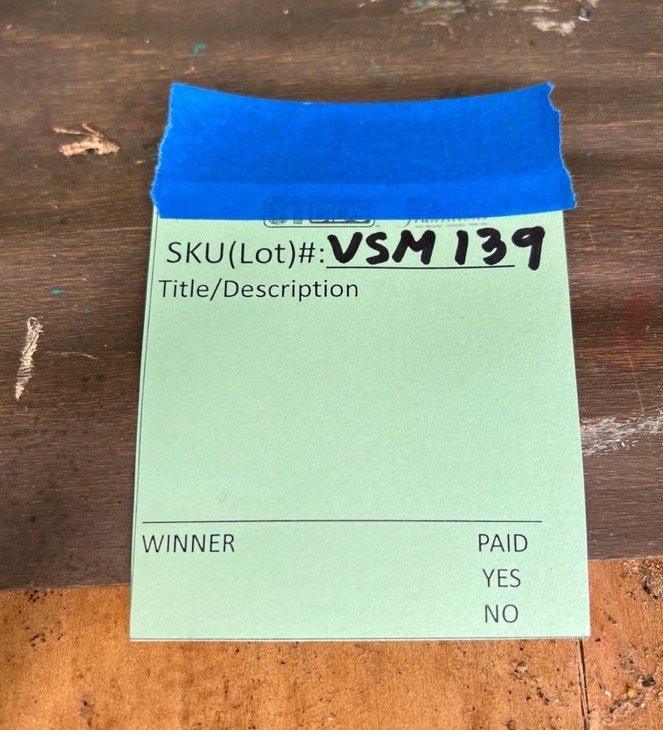 SKU(Lot)#: VSM 139
Title/Description
WINNER PAID
YES
NO